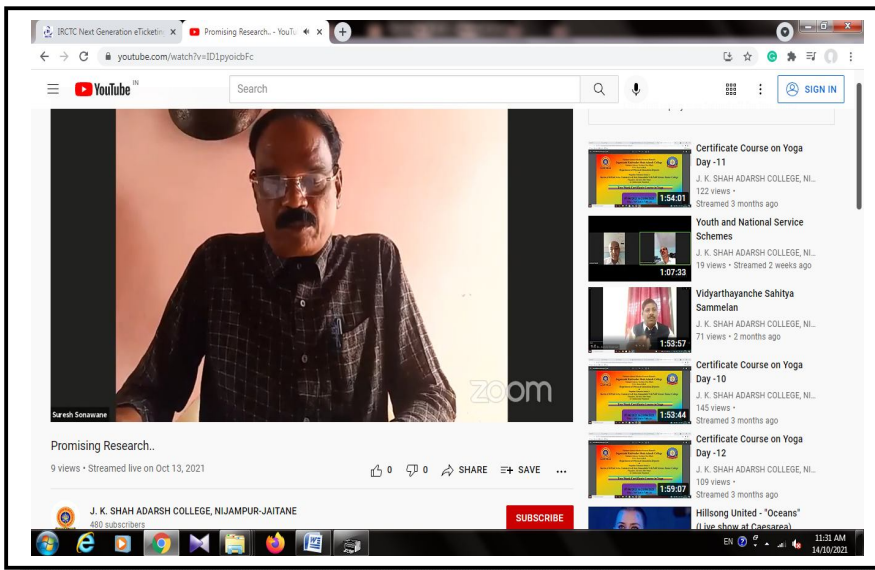 IRCTC Next Generation eTicketin
Promising Research.. - YouTu
youtube.com/watch?v=ID1pyoicbFc
YouTube IN
Search
SIGN IN
zoom
Suresh Sonawane
Promising Research..
9 views • Streamed live on Oct 13, 2021
0
0
SHARE
SAVE
J. K. SHAH ADARSH COLLEGE, NIJAMPUR-JAITANE
480 subscribers
SUBSCRIBE
Certificate Course on Yoga
Day -11
J. K. SHAH ADARSH COLLEGE, NI...
122 views •
Streamed 3 months ago
1:54:01
Youth and National Service
Schemes
J. K. SHAH ADARSH COLLEGE, NI...
19 views • Streamed 2 weeks ago
1:07:33
Vidyarthayanche Sahitya
Sammelan
J. K. SHAH ADARSH COLLEGE, NI...
71 views • 2 months ago
1:53:57
Certificate Course on Yoga
Day -10
J. K. SHAH ADARSH COLLEGE, NI...
145 views •
Streamed 3 months ago
1:53:44
Certificate Course on Yoga
Day -12
J. K. SHAH ADARSH COLLEGE, NI...
109 views •
Streamed 3 months ago
1:59:07
Hillsong United - "Oceans"
(Live show at Caesarea)
EN
11:31 AM
14/10/2021